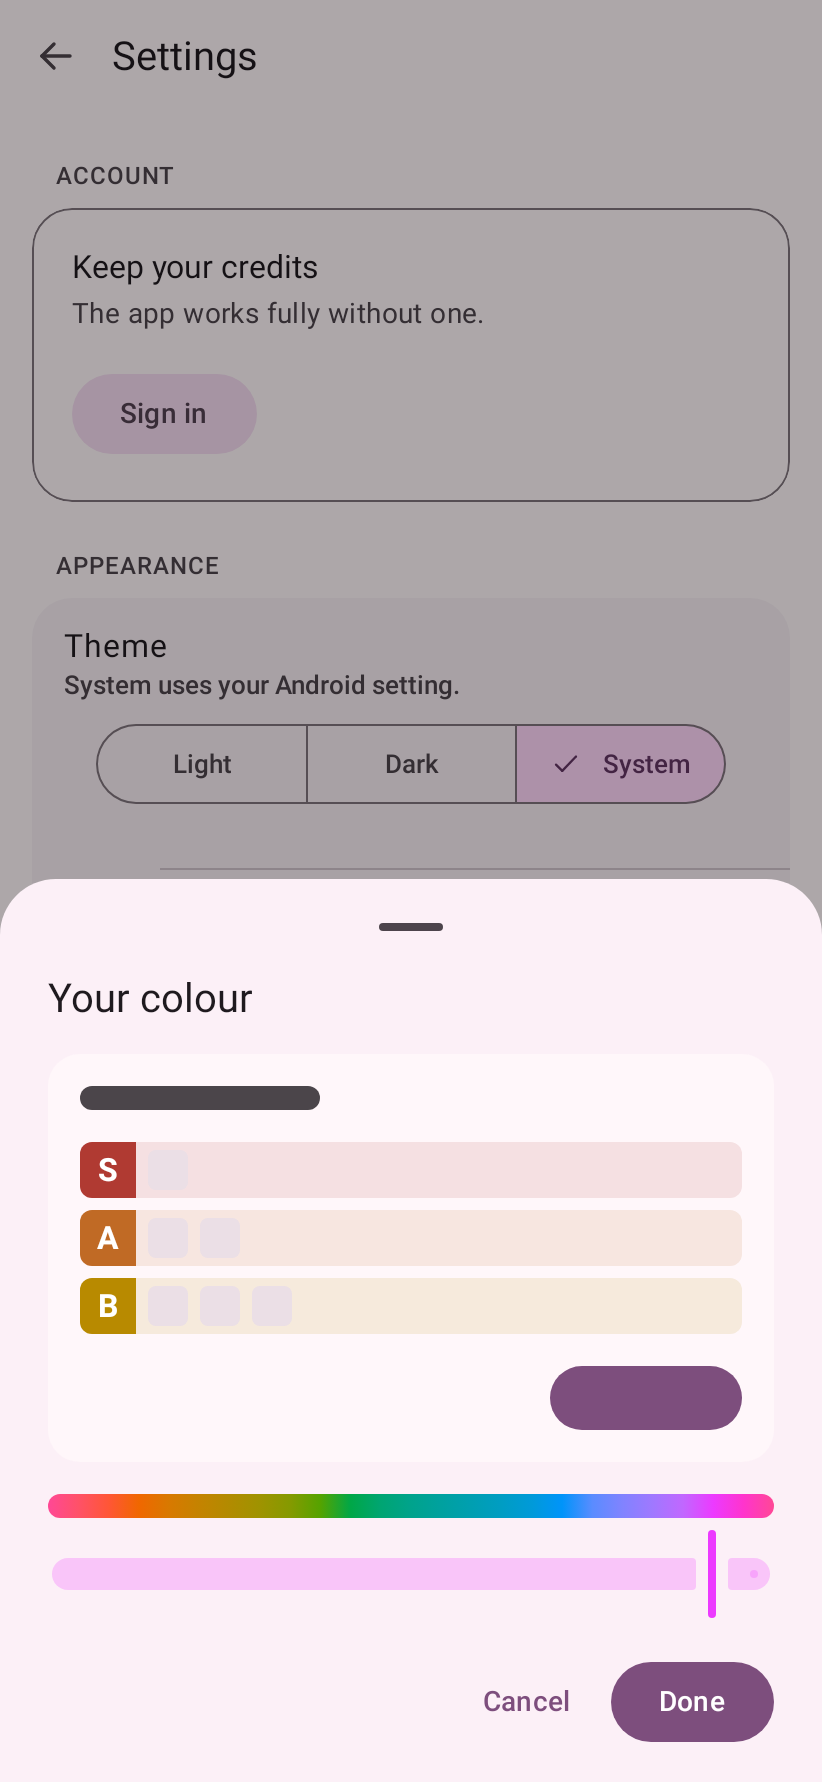 Settings
ACCOUNT
Keep your credits
The app works fully without one.
Sign in
APPEARANCE
Theme
System uses your Android setting.
Light
Dark
System
Your colour
S
A
B
Cancel
Done